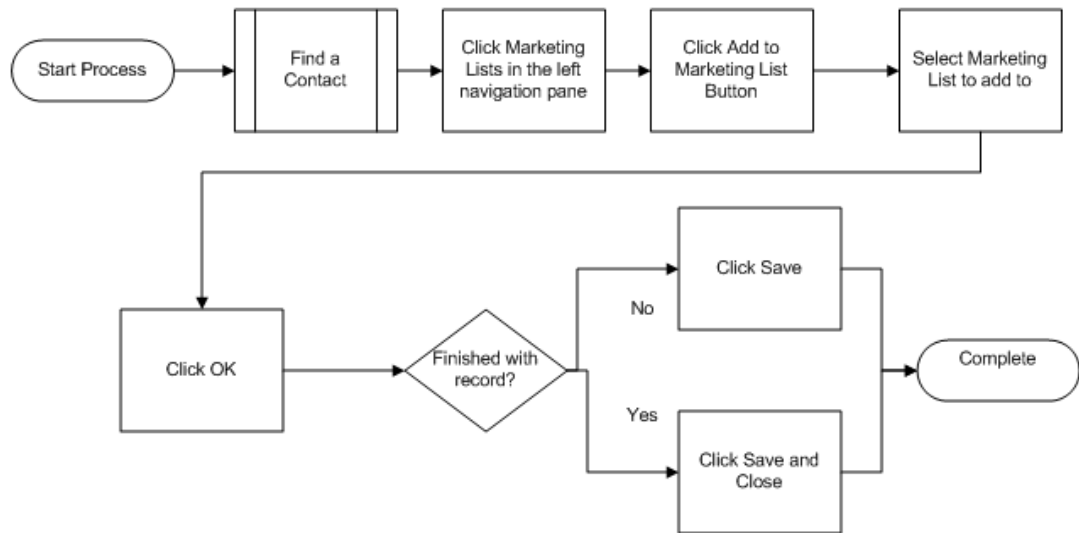 Start Process
Find a
Contact
Click Marketing
Lists in the left
navigation pane
Click Add to
Marketing List
Button
Select Marketing
List to add to
Click OK
Finished with
record?
No
Click Save
Yes
Click Save and
Close
Complete